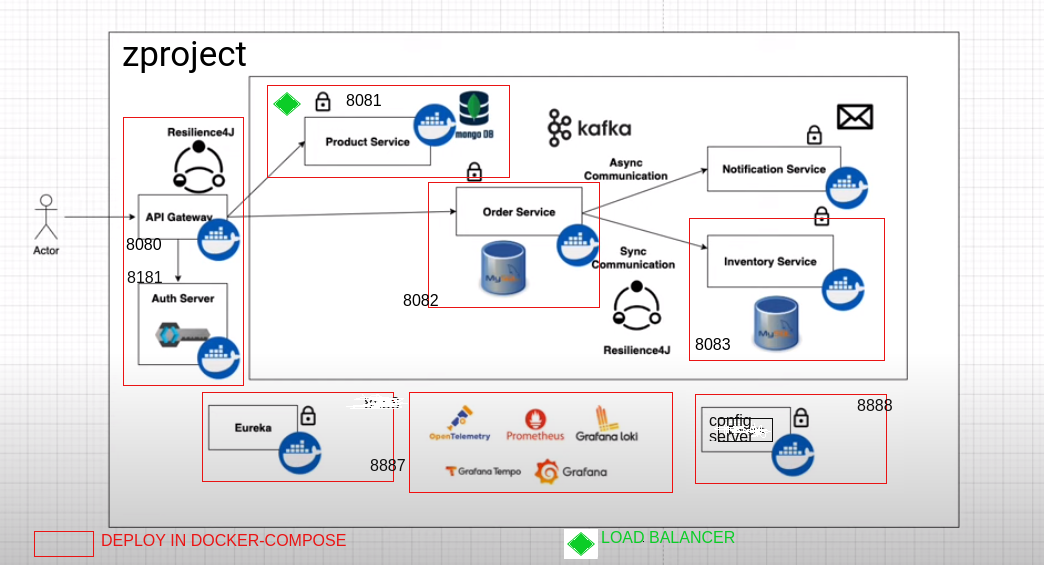 zproject
8081
Resilience4J
mongo DB
Product Service
kafka
Async
Communication
Notification Service
API Gateway
Order Service
Actor
8080
8181
Sync
Communication
Inventory Service
Auth Server
8082
8083
Resilience4J
Eureka
8887
OpenTelemetry
Prometheus
Grafana loki
Grafana Tempo
Grafana
config
server
8888
DEPLOY IN DOCKER-COMPOSE
LOAD BALANCER